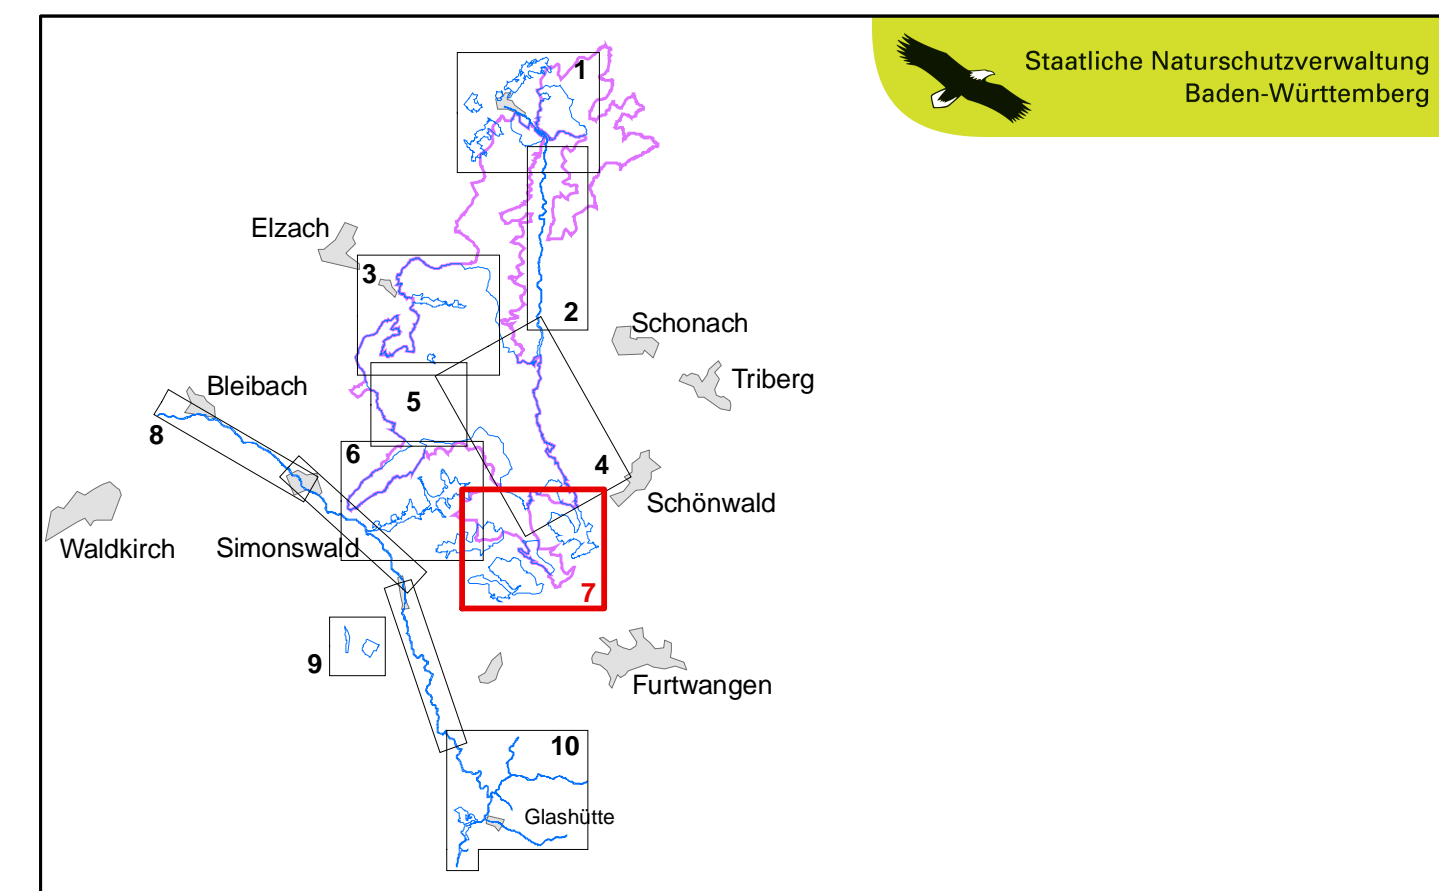 Staatliche Naturschutzverwaltung
Baden-Württemberg
1
Elzach
3
2
Schonach
Triberg
Bleibach
5
8
6
4
Schönwald
Waldkirch
Simonswald
7
9
Furtwangen
10
Glashütte